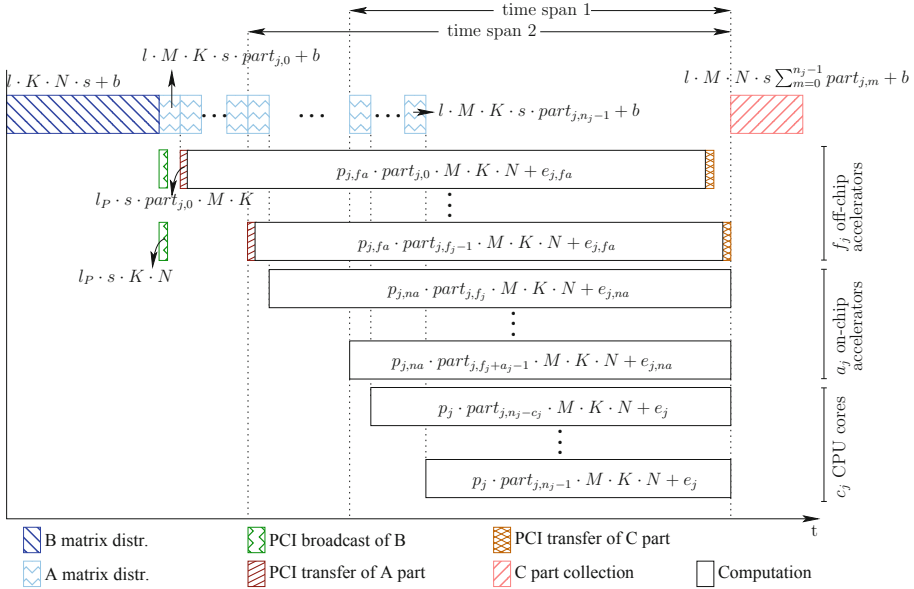 time span 1
time span 2
l · M · K · s · part_{j,0} + b
l · K · N · s + b
l · M · N · s ∑_{m=0}^{n_j−1} part_{j,m} + b
l · M · K · s · part_{j,n_j−1} + b
p_{j,fa} · part_{j,0} · M · K · N + e_{j,fa}
l_P · s · part_{j,0} · M · K
p_{j,fa} · part_{j,f_j−1} · M · K · N + e_{j,fa}
l_P · s · K · N
f_j off-chip
accelerators
p_{j,na} · part_{j,f_j} · M · K · N + e_{j,na}
p_{j,na} · part_{j,f_j+a_j−1} · M · K · N + e_{j,na}
a_j on-chip
accelerators
p_j · part_{j,n_j−c_j} · M · K · N + e_j
p_j · part_{j,n_j−1} · M · K · N + e_j
c_j CPU cores
t
B matrix distr.
PCI broadcast of B
PCI transfer of C part
A matrix distr.
PCI transfer of A part
C part collection
Computation